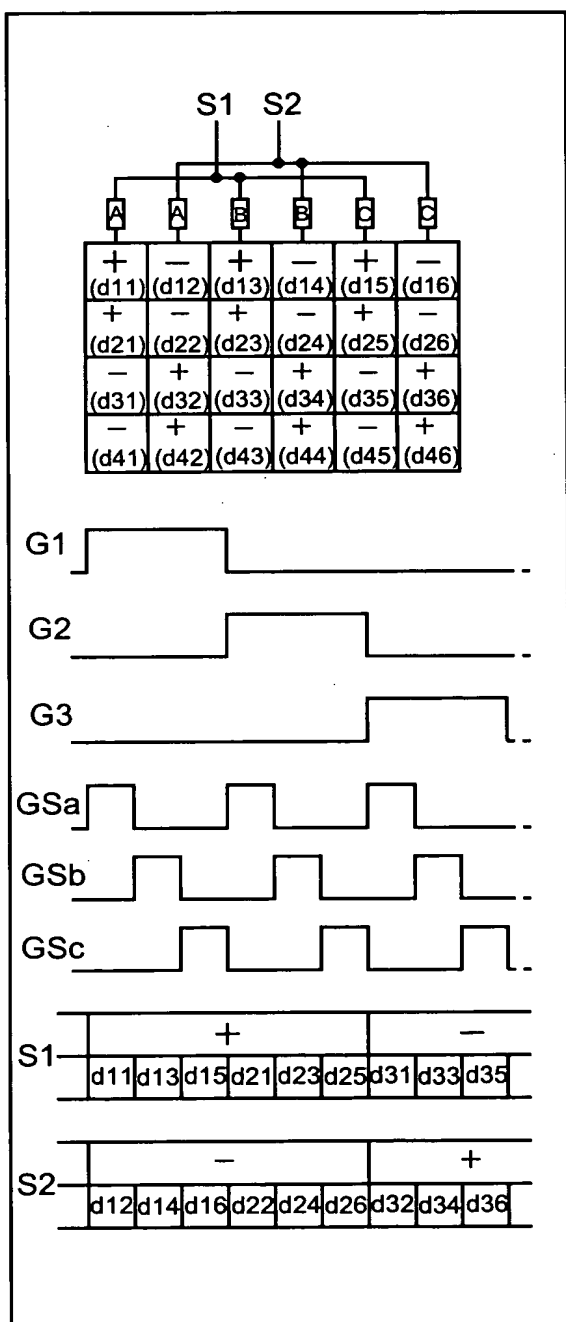 S1 S2
A A B B C C
+ − + − + −
(d11) (d12) (d13) (d14) (d15) (d16)
+ − + − + −
(d21) (d22) (d23) (d24) (d25) (d26)
− + − + − +
(d31) (d32) (d33) (d34) (d35) (d36)
− + − + − +
(d41) (d42) (d43) (d44) (d45) (d46)
G1
G2
G3
GSa
GSb
GSc
+ −
S1
d11 d13 d15 d21 d23 d25 d31 d33 d35
− +
S2
d12 d14 d16 d22 d24 d26 d32 d34 d36